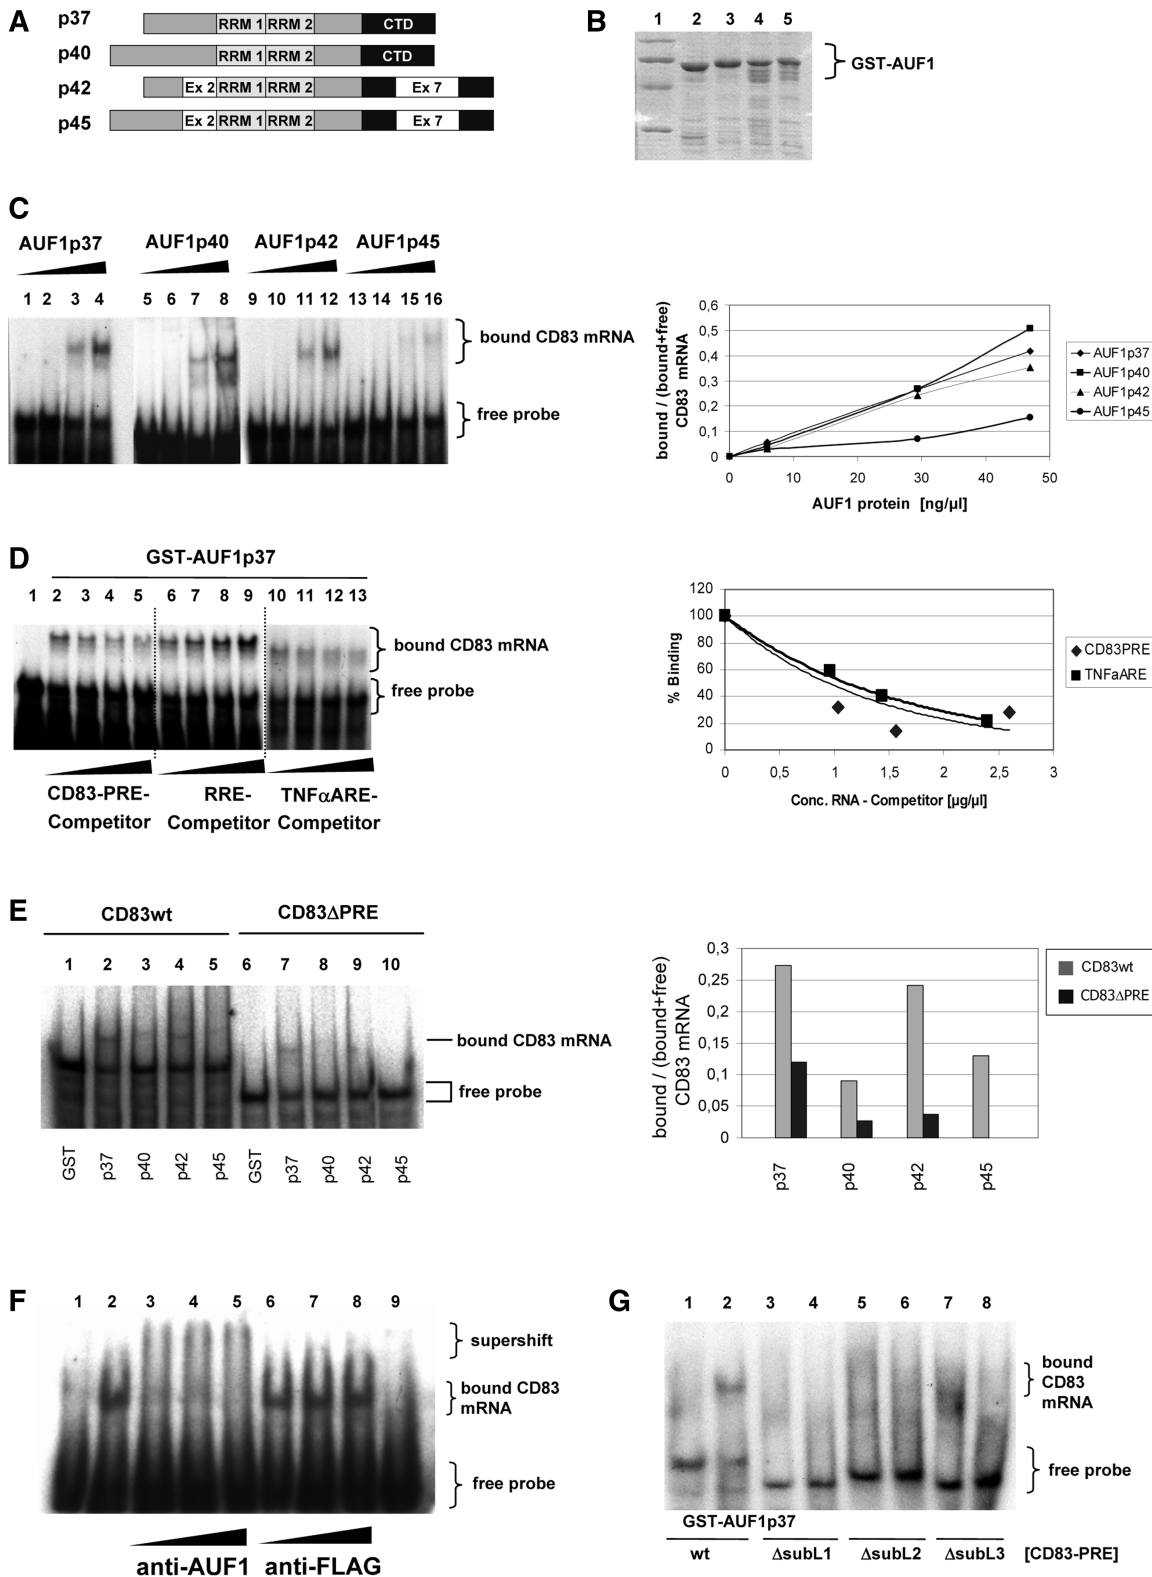 A
p37
RRM 1 RRM 2 CTD
p40
RRM 1 RRM 2 CTD
p42
Ex 2 RRM 1 RRM 2 Ex 7
p45
Ex 2 RRM 1 RRM 2 Ex 7
B
1 2 3 4 5
GST-AUF1
C
AUF1p37 AUF1p40 AUF1p42 AUF1p45
1 2 3 4 5 6 7 8 9 10 11 12 13 14 15 16
bound CD83 mRNA
free probe
bound / (bound+free)
CD83 mRNA
0,6
0,5
0,4
0,3
0,2
0,1
0
0 10 20 30 40 50
AUF1 protein [ng/µl]
AUF1p37
AUF1p40
AUF1p42
AUF1p45
D
GST-AUF1p37
1 2 3 4 5 6 7 8 9 10 11 12 13
bound CD83 mRNA
free probe
CD83-PRE-
Competitor
RRE-
Competitor
TNFαARE-
Competitor
% Binding
120
100
80
60
40
20
0
0 0,5 1 1,5 2 2,5 3
Conc. RNA - Competitor [µg/µl]
CD83PRE
TNFaARE
E
CD83wt CD83ΔPRE
1 2 3 4 5 6 7 8 9 10
bound CD83 mRNA
free probe
GST p37 p40 p42 p45 GST p37 p40 p42 p45
bound / (bound+free)
CD83 mRNA
0,3
0,25
0,2
0,15
0,1
0,05
0
p37 p40 p42 p45
CD83wt
CD83ΔPRE
F
1 2 3 4 5 6 7 8 9
supershift
bound CD83
mRNA
free probe
anti-AUF1 anti-FLAG
G
1 2 3 4 5 6 7 8
bound
CD83
mRNA
free probe
GST-AUF1p37
wt ΔsubL1 ΔsubL2 ΔsubL3 [CD83-PRE]